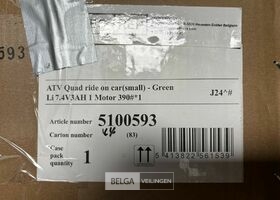 ATV Quad ride on car(small) - Green
Li 7.4V3AH 1 Motor 390#*1 J24^#
Article number 5100593
Carton number 44 (83)
Case
pack 1
quantity
5 413822 561539
BELGA VEILINGEN